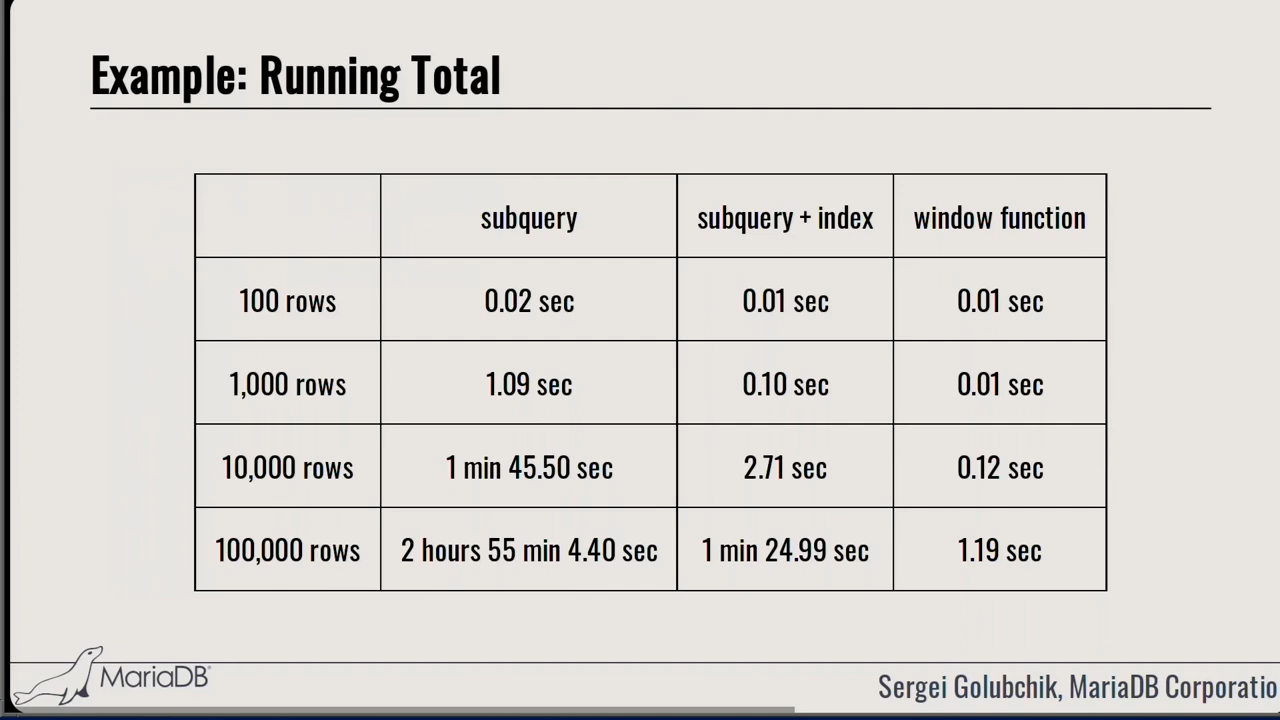 Example: Running Total
subquery subquery + index window function
100 rows 0.02 sec 0.01 sec 0.01 sec
1,000 rows 1.09 sec 0.10 sec 0.01 sec
10,000 rows 1 min 45.50 sec 2.71 sec 0.12 sec
100,000 rows 2 hours 55 min 4.40 sec 1 min 24.99 sec 1.19 sec
MariaDB®
Sergei Golubchik, MariaDB Corporatio